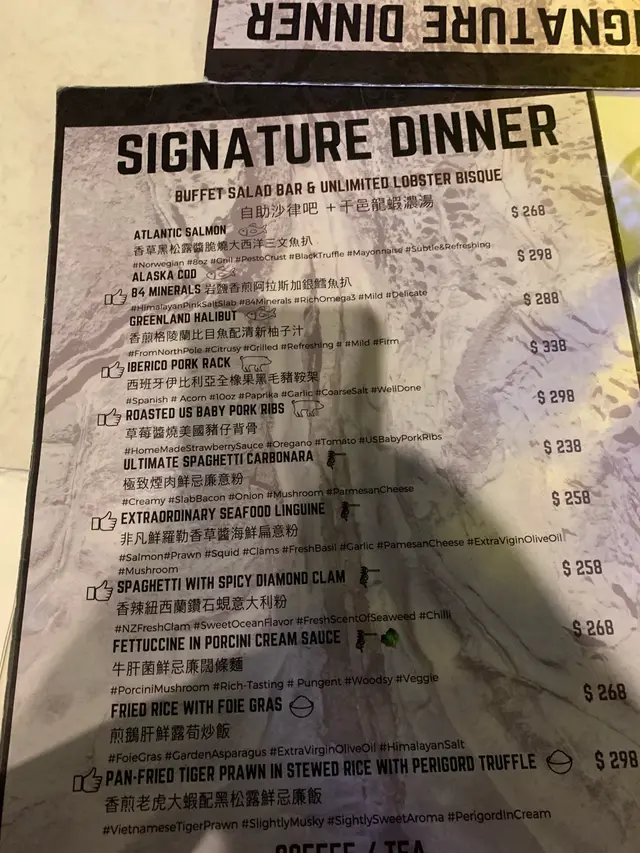 SIGNATURE DINNER
SIGNATURE DINNER
BUFFET SALAD BAR & UNLIMITED LOBSTER BISQUE
自助沙律吧 +干邑龍蝦濃湯
ATLANTIC SALMON $ 268
香草黑松露醬脆燒大西洋三文魚扒
#Norwegian #8oz #Grill #PestoCrust #BlackTruffle #Mayonnaise #Subtle&Refreshing
ALASKA COD $ 298
84 MINERALS 岩鹽香煎阿拉斯加銀鱈魚扒
#HimalayanPinkSaltSlab #84Minerals #RichOmega3 #Mild #Delicate
GREENLAND HALIBUT $ 288
香煎格陵蘭比目魚配清新柚子汁
#FromNorthPole #Citrusy #Grilled #Refreshing # #Mild #Firm
IBERICO PORK RACK $ 338
西班牙伊比利亞全橡果黑毛豬鞍架
#Spanish # Acorn #10oz #Paprika #Garlic #CoarseSalt #WellDone
ROASTED US BABY PORK RIBS $ 298
草莓醬燒美國豬仔背骨
#HomeMadeStrawberrySauce #Oregano #Tomato #USBabyPorkRibs
ULTIMATE SPAGHETTI CARBONARA $ 238
極致煙肉鮮忌廉意粉
#Creamy #SlabBacon #Onion #Mushroom #ParmesanCheese
EXTRAORDINARY SEAFOOD LINGUINE $ 258
非凡鮮羅勒香草醬海鮮扁意粉
#Salmon#Prawn #Squid #Clams #FreshBasil #Garlic #PamesanCheese #ExtraViginOliveOil
#Mushroom
SPAGHETTI WITH SPICY DIAMOND CLAM $ 258
香辣紐西蘭鑽石蜆意大利粉
#NZFreshClam #SweetOceanFlavor #FreshScentOfSeaweed #Chilli
FETTUCCINE IN PORCINI CREAM SAUCE $ 268
牛肝菌鮮忌廉闊條麵
#PorciniMushroom #Rich-Tasting # Pungent #Woodsy #Veggie
FRIED RICE WITH FOIE GRAS $ 268
煎鵝肝鮮露荀炒飯
#FoieGras #GardenAsparagus #ExtraVirginOliveOil #HimalayanSalt
PAN-FRIED TIGER PRAWN IN STEWED RICE WITH PERIGORD TRUFFLE $ 298
香煎老虎大蝦配黑松露鮮忌廉飯
#VietnameseTigerPrawn #SlightlyMusky #SightlySweetAroma #PerigordInCream
COFFEE / TEA